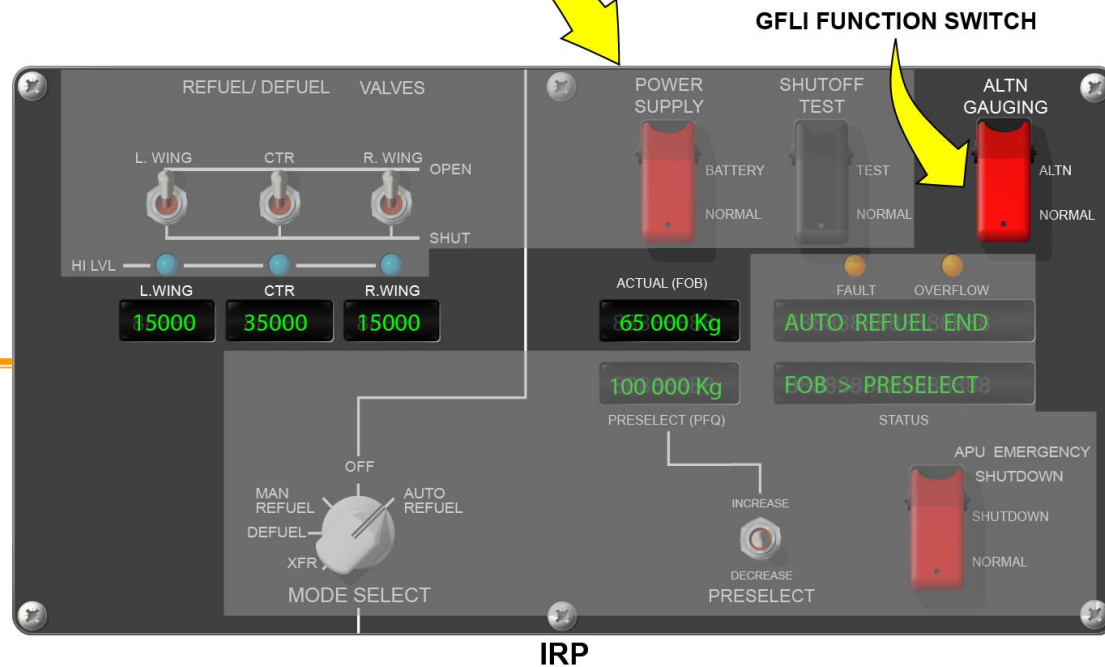 GFLI FUNCTION SWITCH
REFUEL/ DEFUEL VALVES
L. WING CTR R. WING
OPEN
SHUT
HI LVL
L.WING CTR R.WING
15000 35000 15000
POWER
SUPPLY
BATTERY
NORMAL
SHUTOFF
TEST
TEST
NORMAL
ALTN
GAUGING
ALTN
NORMAL
ACTUAL (FOB)
65 000 Kg
FAULT OVERFLOW
AUTO REFUEL END
100 000 Kg
FOB > PRESELECT
PRESELECT (PFQ)
STATUS
OFF
MAN
REFUEL
AUTO
REFUEL
DEFUEL
XFR
MODE SELECT
INCREASE
DECREASE
PRESELECT
APU EMERGENCY
SHUTDOWN
SHUTDOWN
NORMAL
IRP